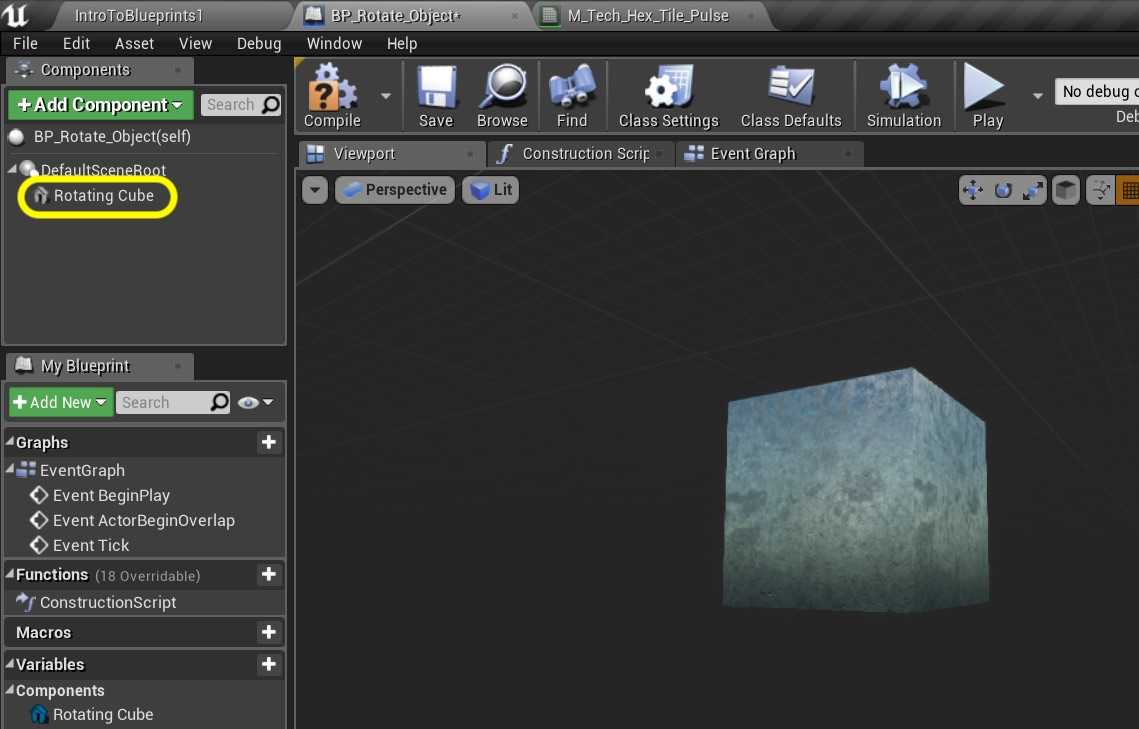 IntroToBlueprints1
BP_Rotate_Object*
M_Tech_Hex_Tile_Pulse
File Edit Asset View Debug Window Help
Components
+Add Component
Search
BP_Rotate_Object(self)
DefaultSceneRoot
Rotating Cube
Compile
Save
Browse
Find
Class Settings
Class Defaults
Simulation
Play
No debug o
Deb
Viewport
Construction Scrip
Event Graph
Perspective
Lit
My Blueprint
+Add New
Search
Graphs
EventGraph
Event BeginPlay
Event ActorBeginOverlap
Event Tick
Functions (18 Overridable)
ConstructionScript
Macros
Variables
Components
Rotating Cube